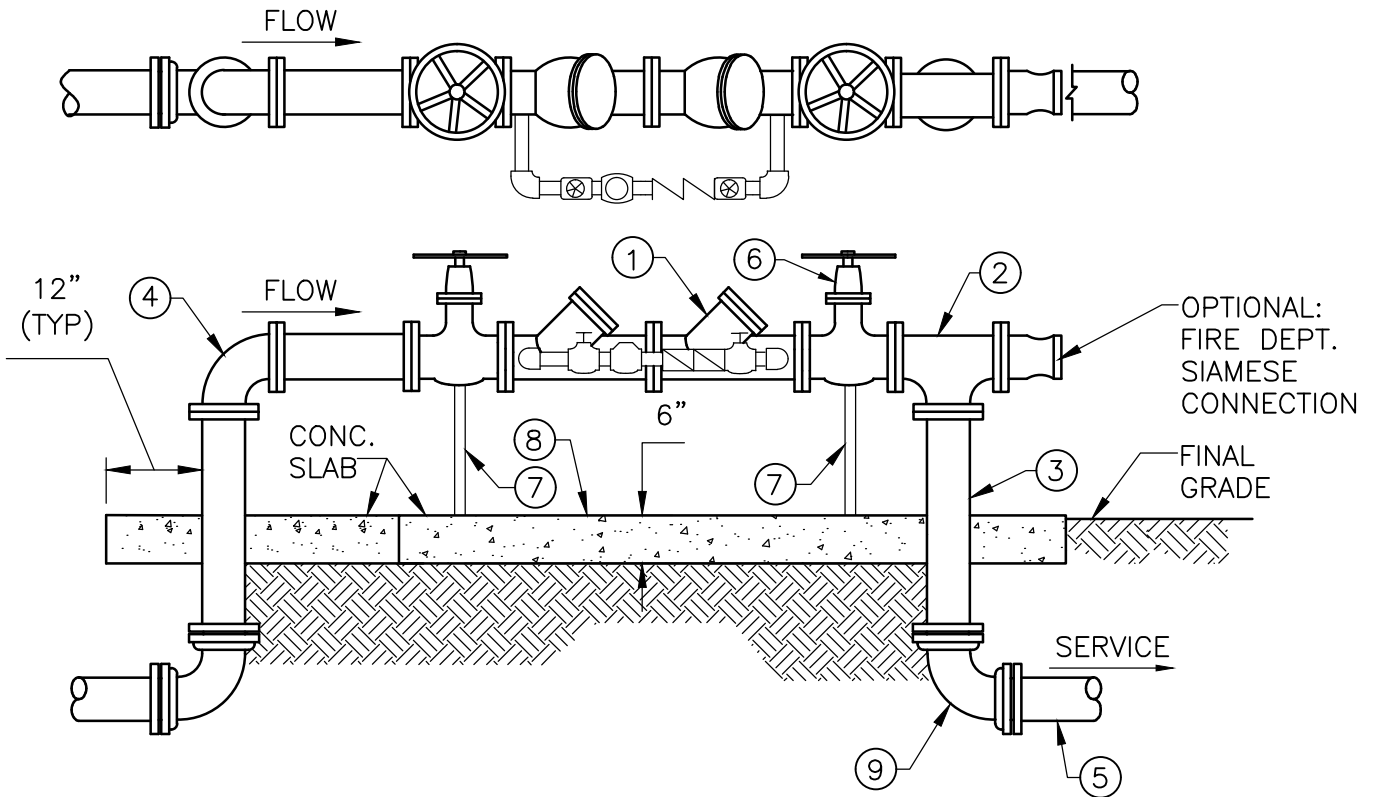 FLOW
12"
(TYP)
4
FLOW
1
6
2
OPTIONAL:
FIRE DEPT.
SIAMESE
CONNECTION
CONC.
SLAB
7
8
6"
7
3
FINAL
GRADE
SERVICE
9
5